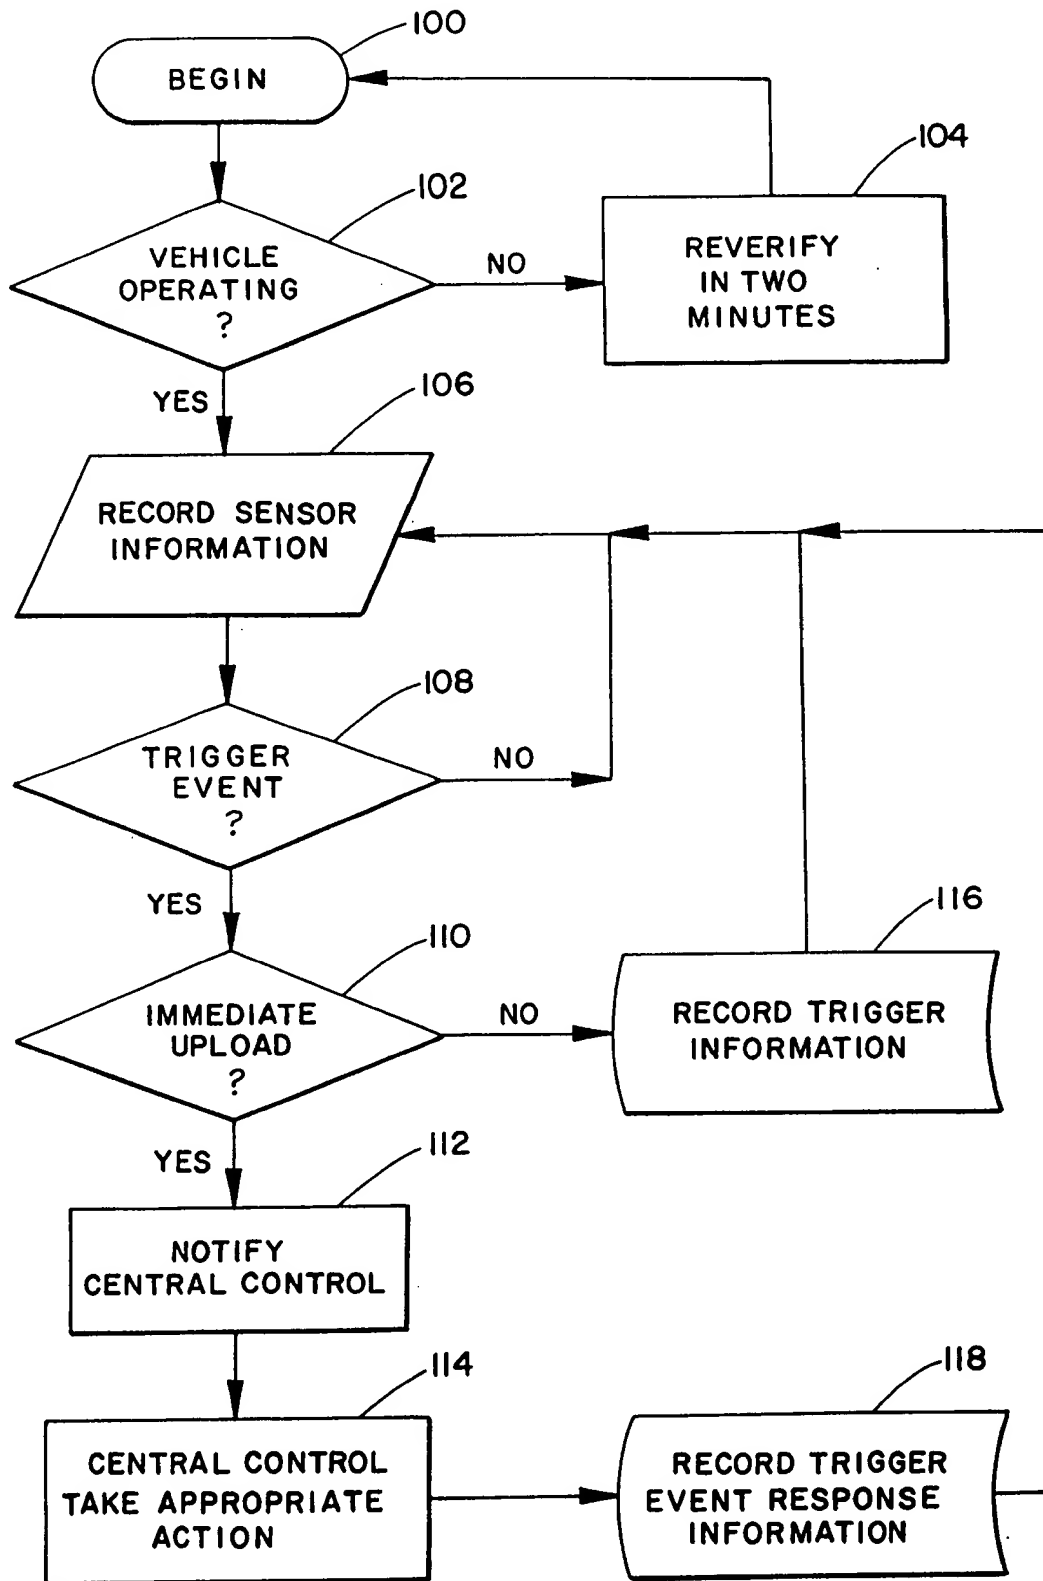 100
BEGIN
102
104
VEHICLE
OPERATING
?
NO
REVERIFY
IN TWO
MINUTES
YES
106
RECORD SENSOR
INFORMATION
108
TRIGGER
EVENT
?
NO
YES
110
116
IMMEDIATE
UPLOAD
?
NO
RECORD TRIGGER
INFORMATION
YES
112
NOTIFY
CENTRAL CONTROL
114
118
CENTRAL CONTROL
TAKE APPROPRIATE
ACTION
RECORD TRIGGER
EVENT RESPONSE
INFORMATION